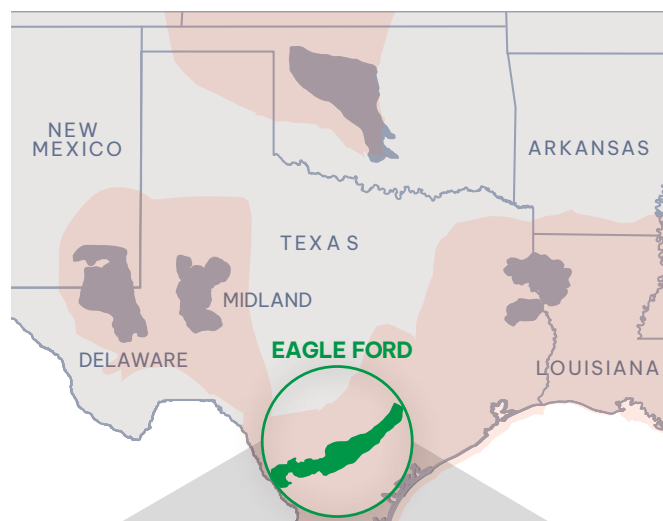 NEW
MEXICO
ARKANSAS
TEXAS
MIDLAND
EAGLE FORD
DELAWARE
LOUISIANA